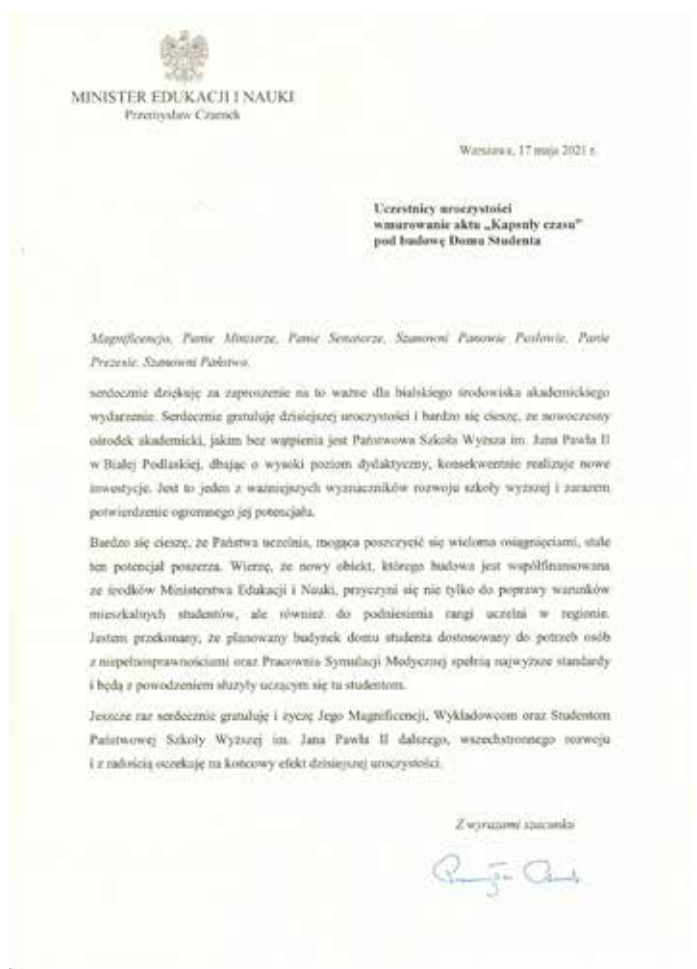 MINISTER EDUKACJI I NAUKI
Przemysław Czarnek
Warszawa, 17 maja 2021 r.
Uczestnicy uroczystości
wmurowanie aktu „Kapsuły czasu”
pod budowę Domu Studenta
Magnificencjo, Panie Ministrze, Panie Senatorze, Szanowni Panowie Posłowie, Panie
Prezesie, Szanowni Państwo,
serdecznie dziękuję za zaproszenie na to ważne dla bialskiego środowiska akademickiego
wydarzenie. Serdecznie gratuluję dzisiejszej uroczystości i bardzo się cieszę, że nowoczesny
ośrodek akademicki, jakim bez wątpienia jest Państwowa Szkoła Wyższa im. Jana Pawła II
w Białej Podlaskiej, dbając o wysoki poziom dydaktyczny, konsekwentnie realizuje nowe
inwestycje. Jest to jeden z ważniejszych wyznaczników rozwoju szkoły wyższej i zarazem
potwierdzenie ogromnego jej potencjału.
Bardzo się cieszę, że Państwa uczelnia, mogąca poszczycić się wieloma osiągnięciami, stale
ten potencjał poszerza. Wierzę, że nowy obiekt, którego budowa jest współfinansowana
ze środków Ministerstwa Edukacji i Nauki, przyczyni się nie tylko do poprawy warunków
mieszkalnych studentów, ale również do podniesienia rangi uczelni w regionie.
Jestem przekonany, że planowany budynek domu studenta dostosowany do potrzeb osób
z niepełnosprawnościami oraz Pracownia Symulacji Medycznej spełnią najwyższe standardy
i będą z powodzeniem służyły uczącym się tu studentom.
Jeszcze raz serdecznie gratuluję i życzę Jego Magnificencji, Wykładowcom oraz Studentom
Państwowej Szkoły Wyższej im. Jana Pawła II dalszego, wszechstronnego rozwoju
i z radością oczekuję na końcowy efekt dzisiejszej uroczystości.
Z wyrazami szacunku